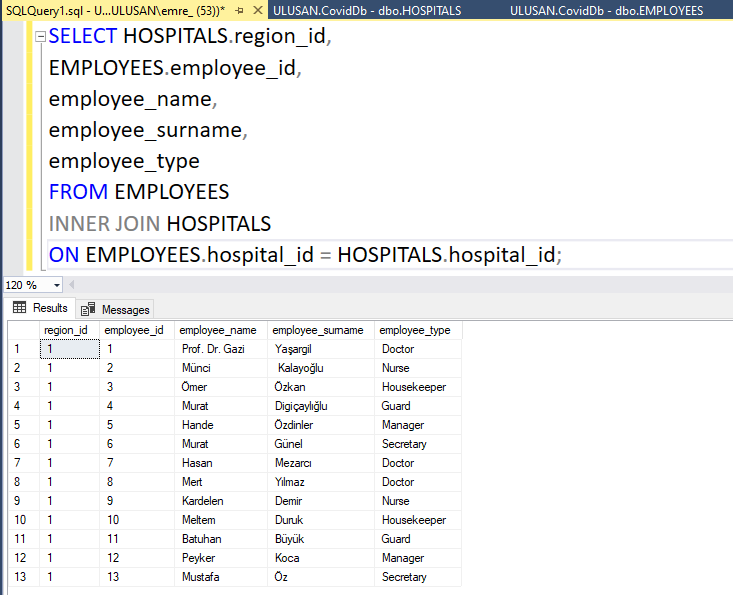 SQLQuery1.sql - U...ULUSAN\emre_ (53))* ULUSAN.CovidDb - dbo.HOSPITALS ULUSAN.CovidDb - dbo.EMPLOYEES
SELECT HOSPITALS.region_id,
EMPLOYEES.employee_id,
employee_name,
employee_surname,
employee_type
FROM EMPLOYEES
INNER JOIN HOSPITALS
ON EMPLOYEES.hospital_id = HOSPITALS.hospital_id;
120 %
Results Messages
region_id employee_id employee_name employee_surname employee_type
1 1 1 Prof. Dr. Gazi Yaşargil Doctor
2 1 2 Münci Kalayoğlu Nurse
3 1 3 Ömer Özkan Housekeeper
4 1 4 Murat Digiçaylığlu Guard
5 1 5 Hande Özdinler Manager
6 1 6 Murat Günel Secretary
7 1 7 Hasan Mezarcı Doctor
8 1 8 Mert Yılmaz Doctor
9 1 9 Kardelen Demir Nurse
10 1 10 Meltem Duruk Housekeeper
11 1 11 Batuhan Büyük Guard
12 1 12 Peyker Koca Manager
13 1 13 Mustafa Öz Secretary